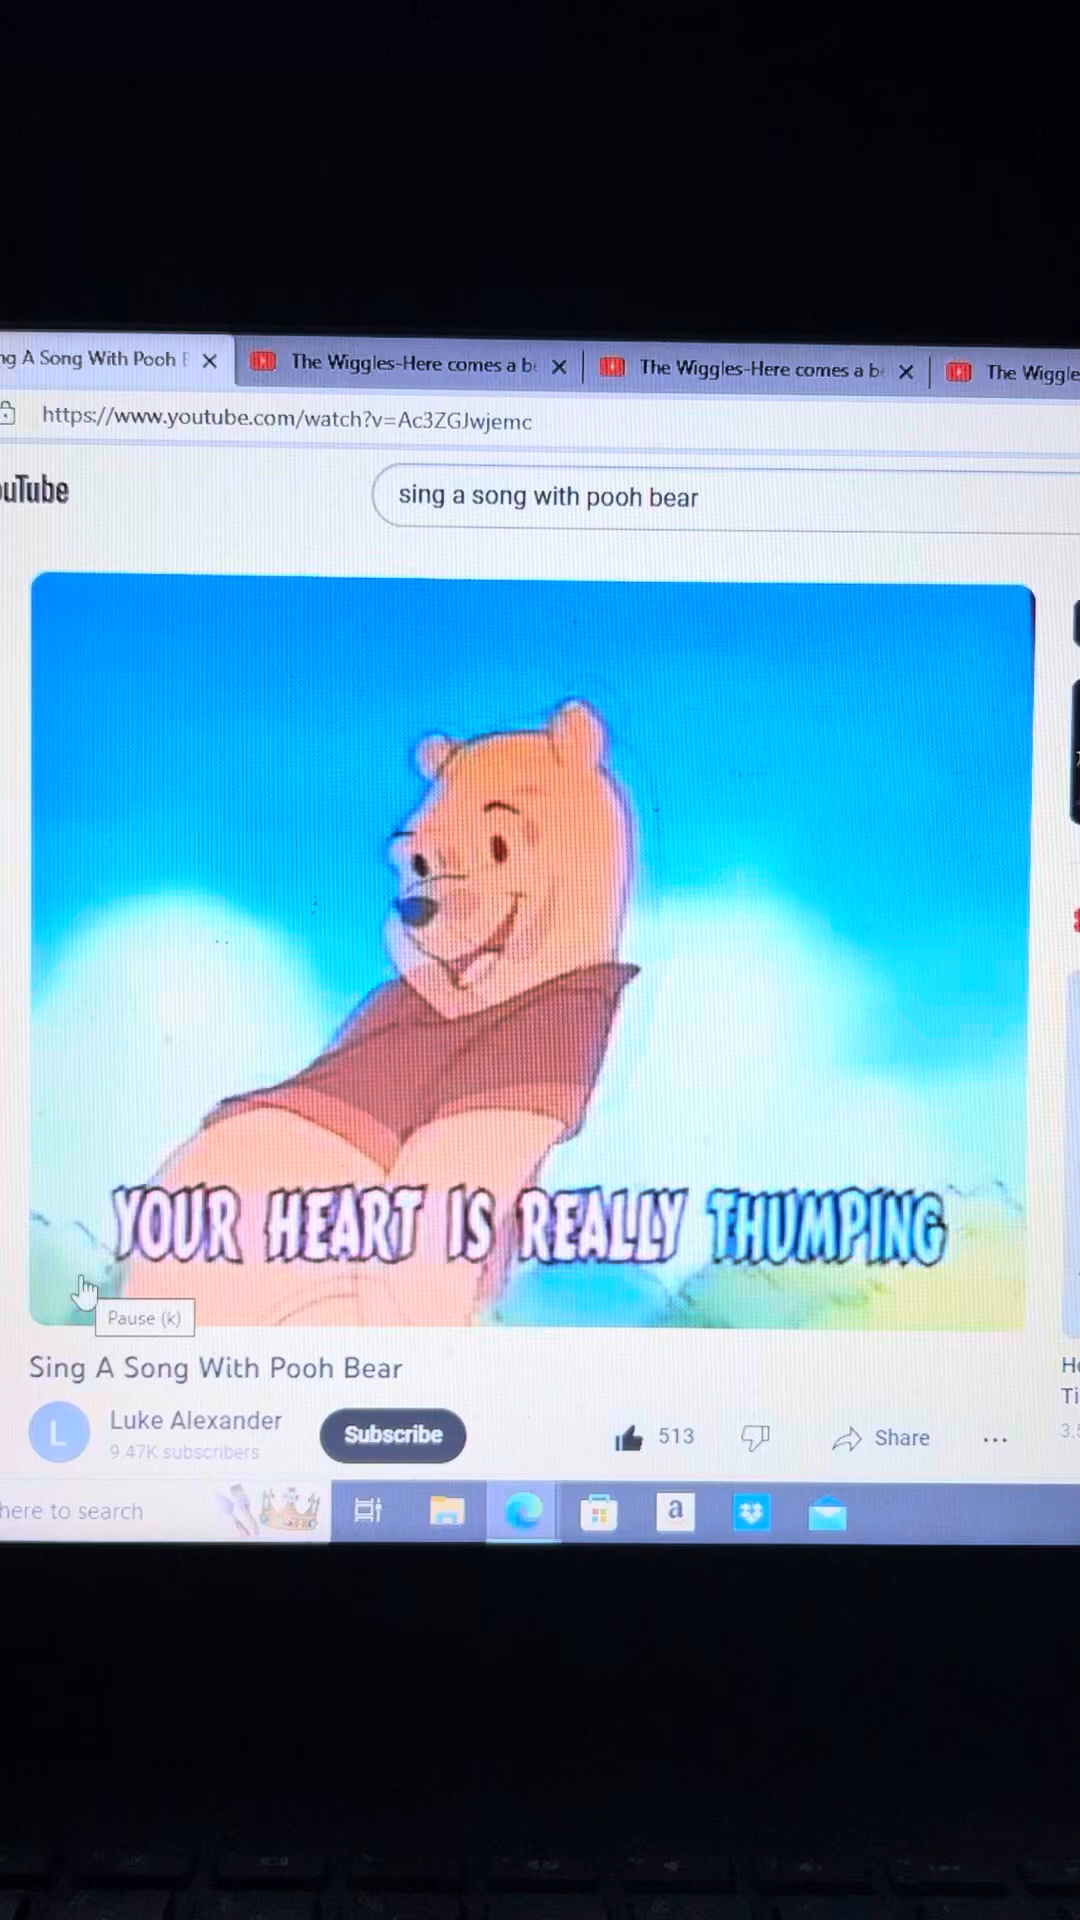 ng A Song With Pooh
The Wiggles-Here comes a b
The Wiggles-Here comes a b
The Wiggle
https://www.youtube.com/watch?v=Ac3ZGJwjemc
ouTube
sing a song with pooh bear
YOUR HEART IS REALLY THUMPING
Pause (k)
Sing A Song With Pooh Bear
L
Luke Alexander
9.47K subscribers
Subscribe
513
Share
...
Ti
here to search
a